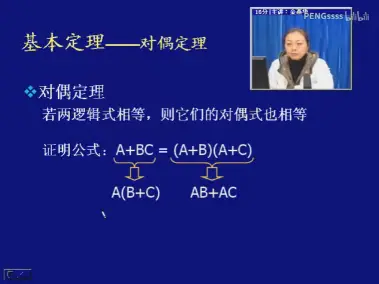 PENGssss
bilibili
基本定理——对偶定理
对偶定理
若两逻辑式相等，则它们的对偶式也相等
证明公式：A+BC = (A+B)(A+C)
A(B+C) AB+AC